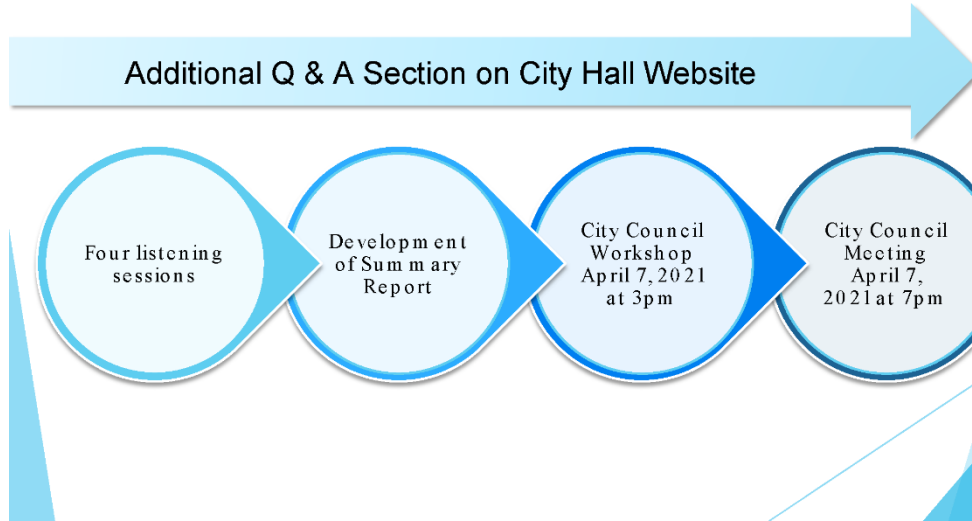 Additional Q & A Section on City Hall Website
Four listening
sessions
Development
of Summary
Report
City Council
Workshop
April 7, 2021
at 3pm
City Council
Meeting
April 7,
2021 at 7pm